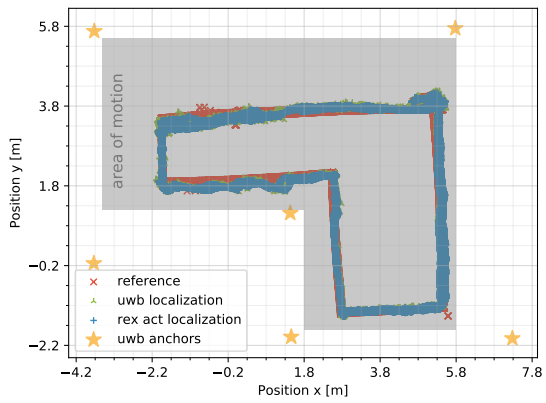 5.8
3.8
1.8
−0.2
−2.2
Position y [m]
area of motion
reference
uwb localization
rex act localization
uwb anchors
−4.2 −2.2 −0.2 1.8 3.8 5.8 7.8
Position x [m]